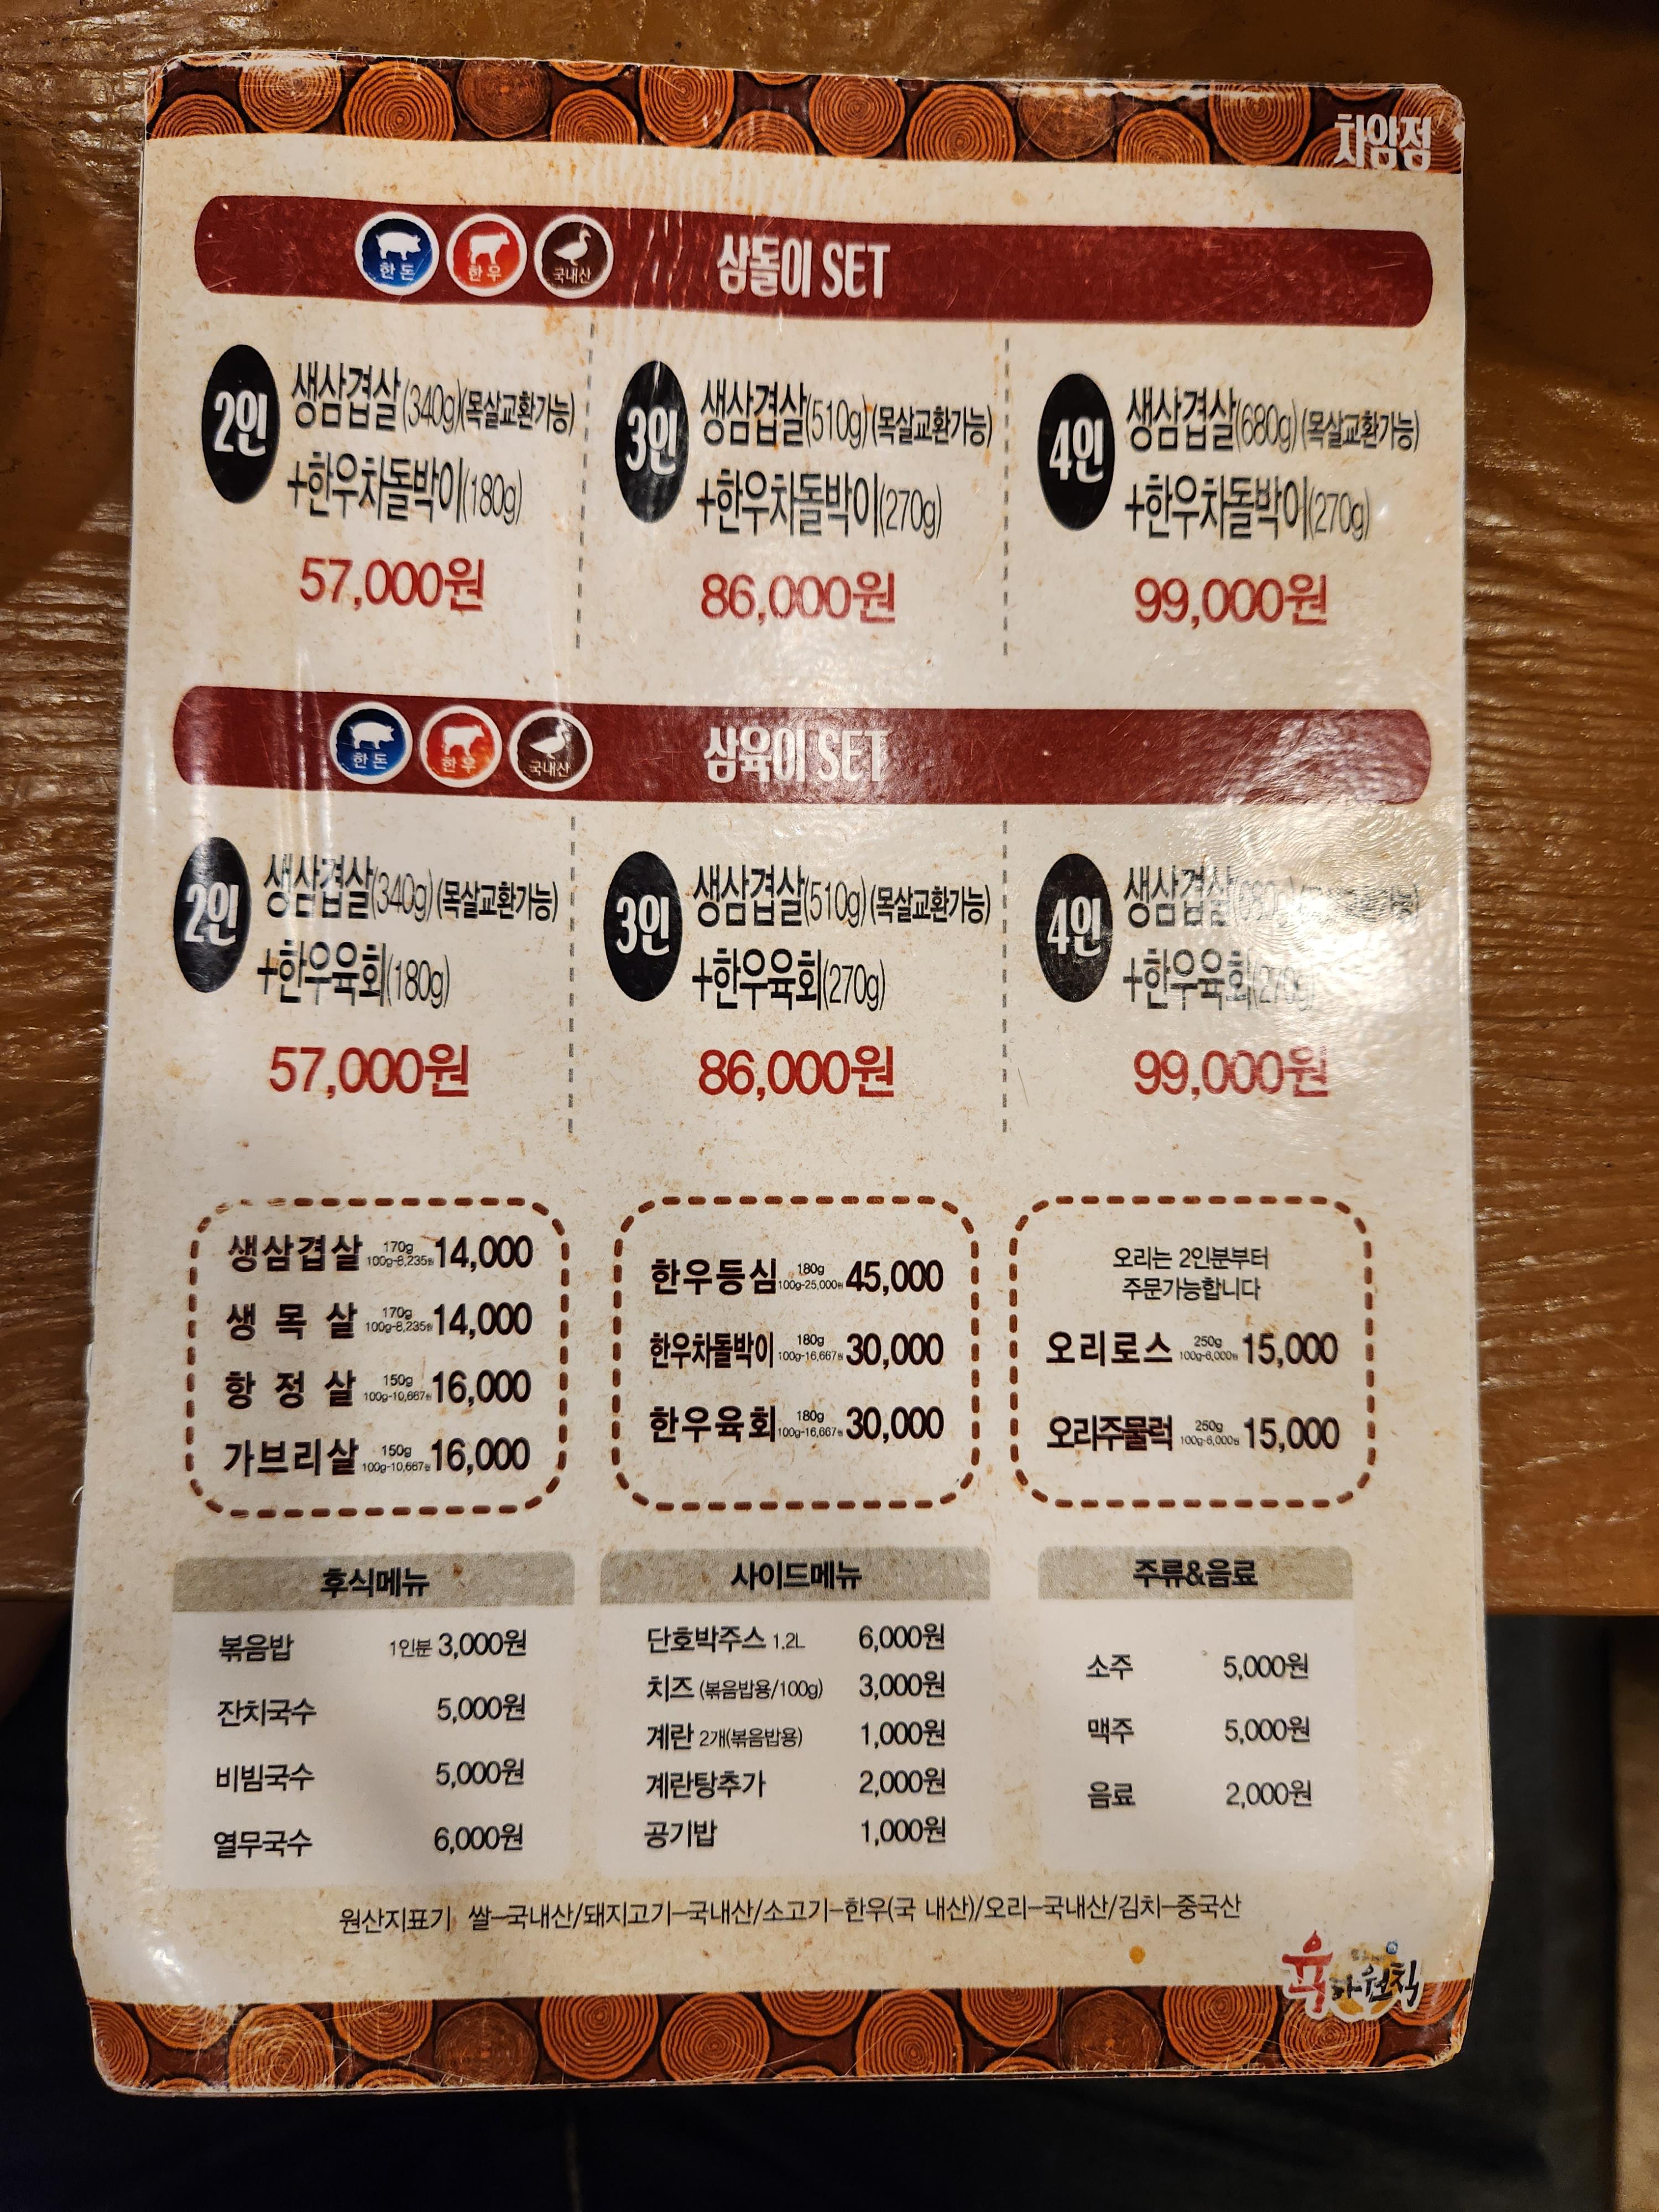 차암점
한돈 한우 국내산 삼돌이 SET
2인 생삼겹살(340g)(목살교환가능)
+한우차돌박이(180g)
57,000원
3인 생삼겹살(510g)(목살교환가능)
+한우차돌박이(270g)
86,000원
4인 생삼겹살(680g)(목살교환가능)
+한우차돌박이(270g)
99,000원
한돈 한우 국내산 삼육이 SET
2인 생삼겹살(340g)(목살교환가능)
+한우육회(180g)
57,000원
3인 생삼겹살(510g)(목살교환가능)
+한우육회(270g)
86,000원
4인 생삼겹살(680g)
+한우육회(270g)
99,000원
생삼겹살 170g 100g-8,235원 14,000
생목살 170g 100g-8,235원 14,000
항정살 150g 100g-10,667원 16,000
가브리살 150g 100g-10,667원 16,000
한우등심 180g 100g-25,000원 45,000
한우차돌박이 180g 100g-16,667원 30,000
한우육회 180g 100g-16,667원 30,000
오리는 2인분부터
주문가능합니다
오리로스 250g 100g-6,000원 15,000
오리주물럭 250g 100g-6,000원 15,000
후식메뉴
볶음밥 1인분 3,000원
잔치국수 5,000원
비빔국수 5,000원
열무국수 6,000원
사이드메뉴
단호박주스 1.2L 6,000원
치즈 (볶음밥용/100g) 3,000원
계란 2개(볶음밥용) 1,000원
계란탕추가 2,000원
공기밥 1,000원
주류&음료
소주 5,000원
맥주 5,000원
음료 2,000원
원산지표기 쌀-국내산/돼지고기-국내산/소고기-한우(국 내산)/오리-국내산/김치-중국산
육하원칙